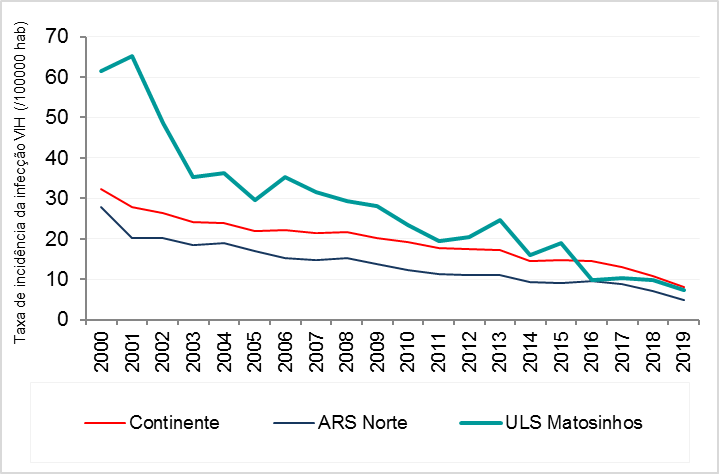 Taxa de incidência da infecção VIH (/100000 hab)
70
60
50
40
30
20
10
0
2000 2001 2002 2003 2004 2005 2006 2007 2008 2009 2010 2011 2012 2013 2014 2015 2016 2017 2018 2019
Continente ARS Norte ULS Matosinhos